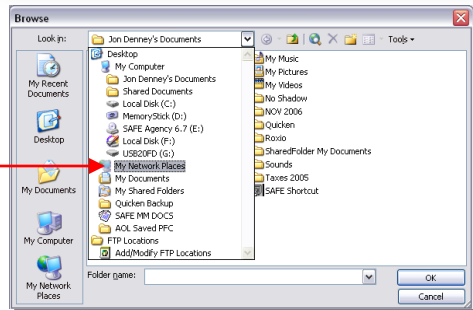 Browse
Look in: Jon Denney's Documents Tools
My Recent Documents
Desktop
My Documents
My Computer
My Network Places
Desktop
My Computer
Jon Denney's Documents
Shared Documents
Local Disk (C:)
MemoryStick (D:)
SAFE Agency 6.7 (E:)
Local Disk (F:)
USB20FD (G:)
My Network Places
My Documents
My Shared Folders
Quicken Backup
SAFE MM DOCS
AOL Saved PFC
FTP Locations
Add/Modify FTP Locations
My Music
My Pictures
My Videos
No Shadow
NOV 2006
Quicken
Roxio
SharedFolder My Documents
Sounds
Taxes 2005
SAFE Shortcut
Folder name:
OK
Cancel